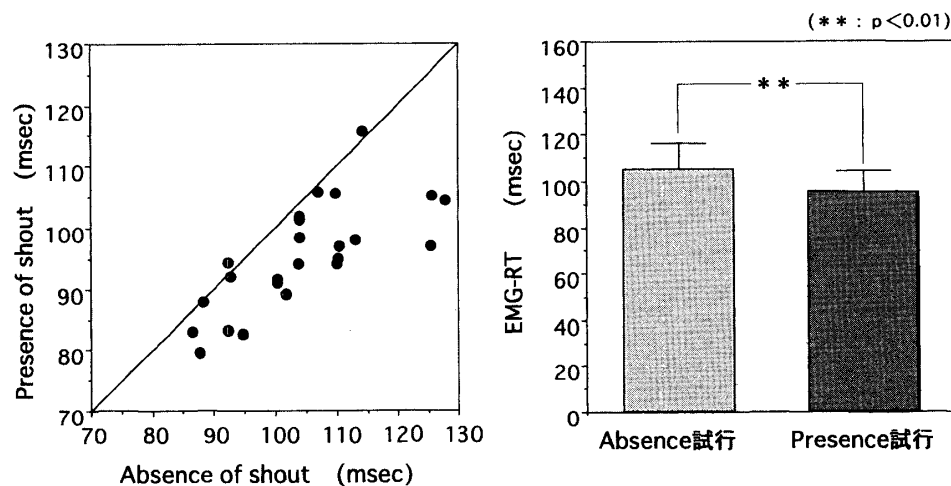 (** : p<0.01)
130
120
110
100
90
80
70
Presence of shout (msec)
70 80 90 100 110 120 130
Absence of shout (msec)
160
140
120
100
80
60
40
20
0
EMG-RT (msec)
**
Absence試行 Presence試行